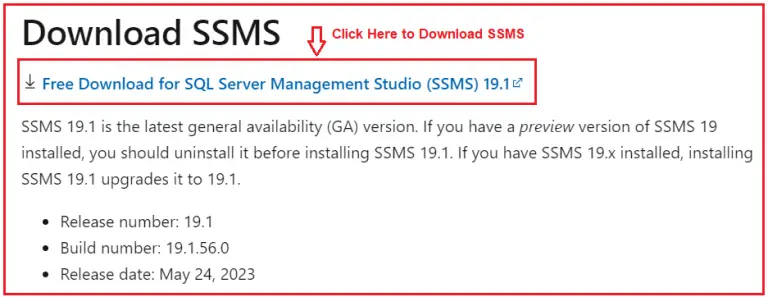 Download SSMS
Click Here to Download SSMS
Free Download for SQL Server Management Studio (SSMS) 19.1
SSMS 19.1 is the latest general availability (GA) version. If you have a preview version of SSMS 19
installed, you should uninstall it before installing SSMS 19.1. If you have SSMS 19.x installed, installing
SSMS 19.1 upgrades it to 19.1.
• Release number: 19.1
• Build number: 19.1.56.0
• Release date: May 24, 2023